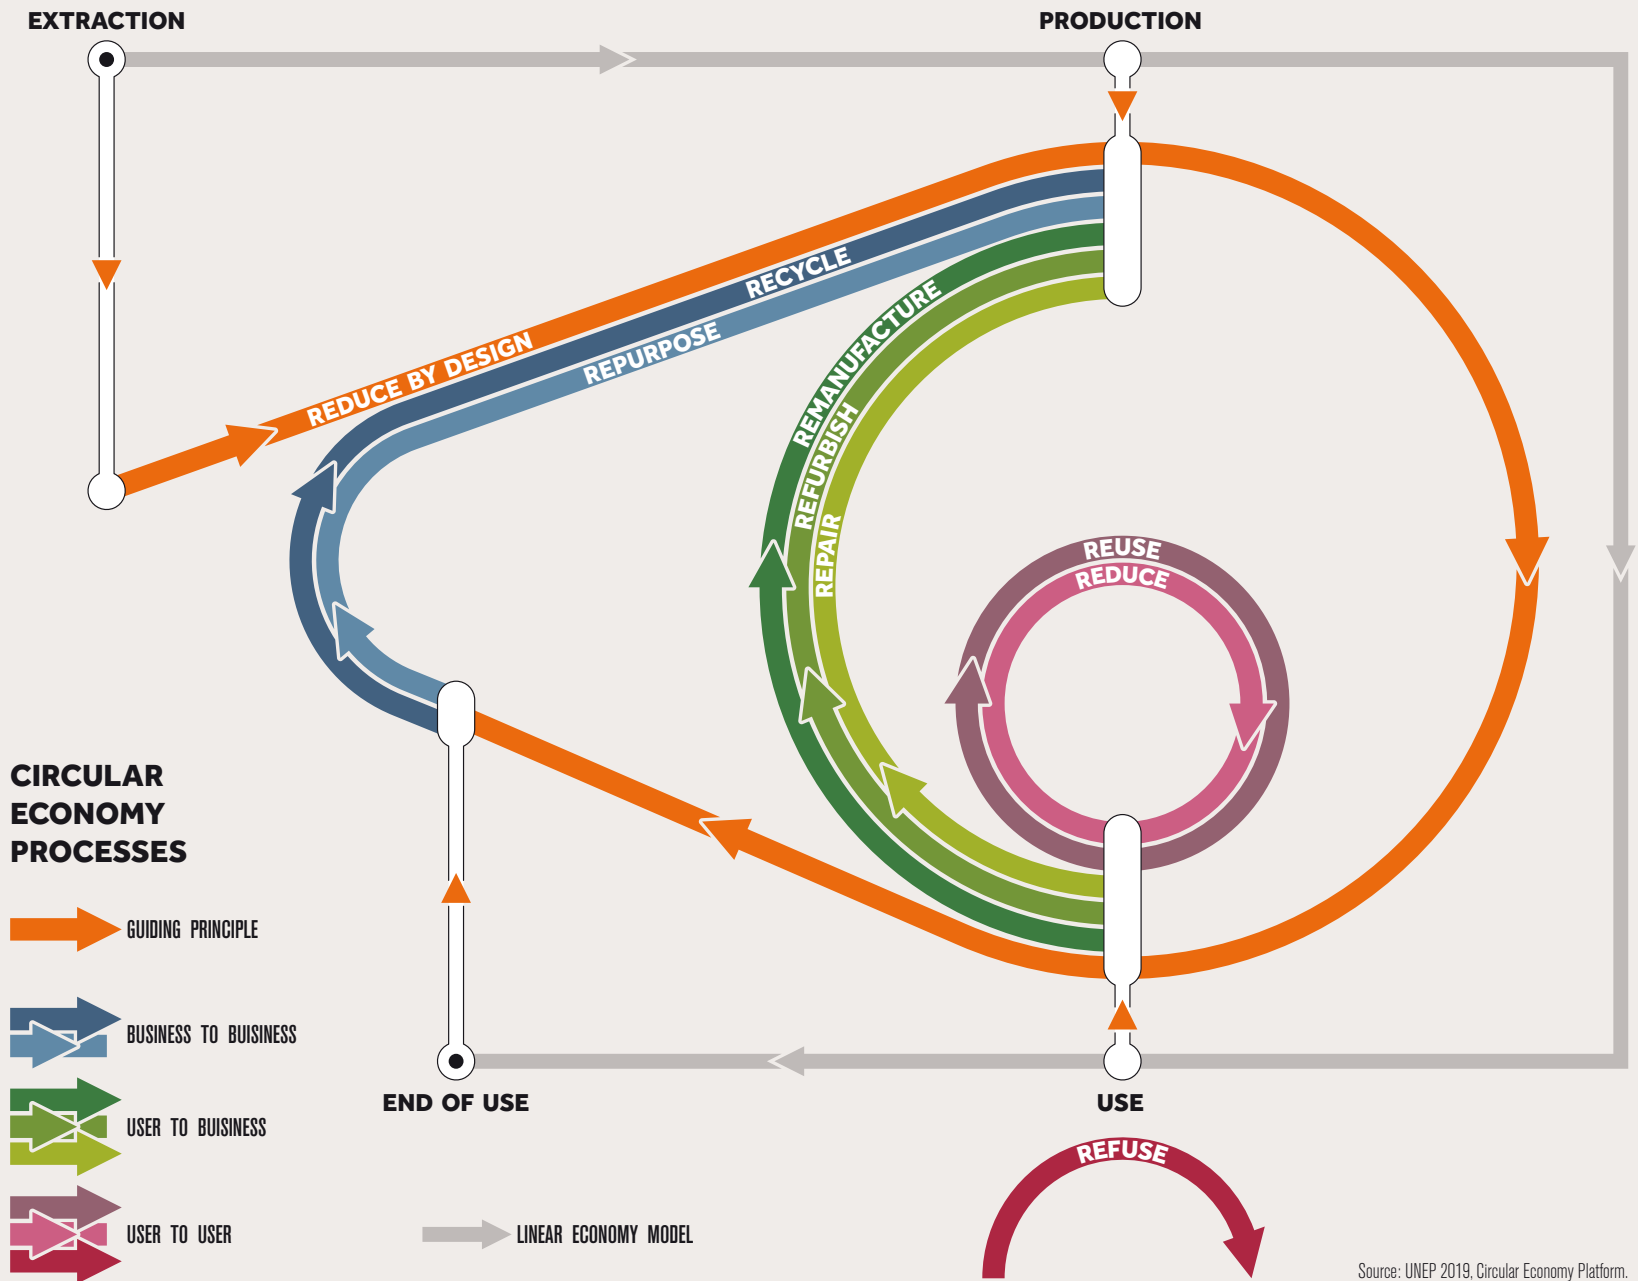 EXTRACTION
PRODUCTION
RECYCLE
REDUCE BY DESIGN
REPURPOSE
REMANUFACTURE
REFURBISH
REPAIR
REUSE
REDUCE
CIRCULAR
ECONOMY
PROCESSES
GUIDING PRINCIPLE
BUSINESS TO BUISINESS
USER TO BUISINESS
USER TO USER
END OF USE
USE
REFUSE
LINEAR ECONOMY MODEL
Source: UNEP 2019, Circular Economy Platform.